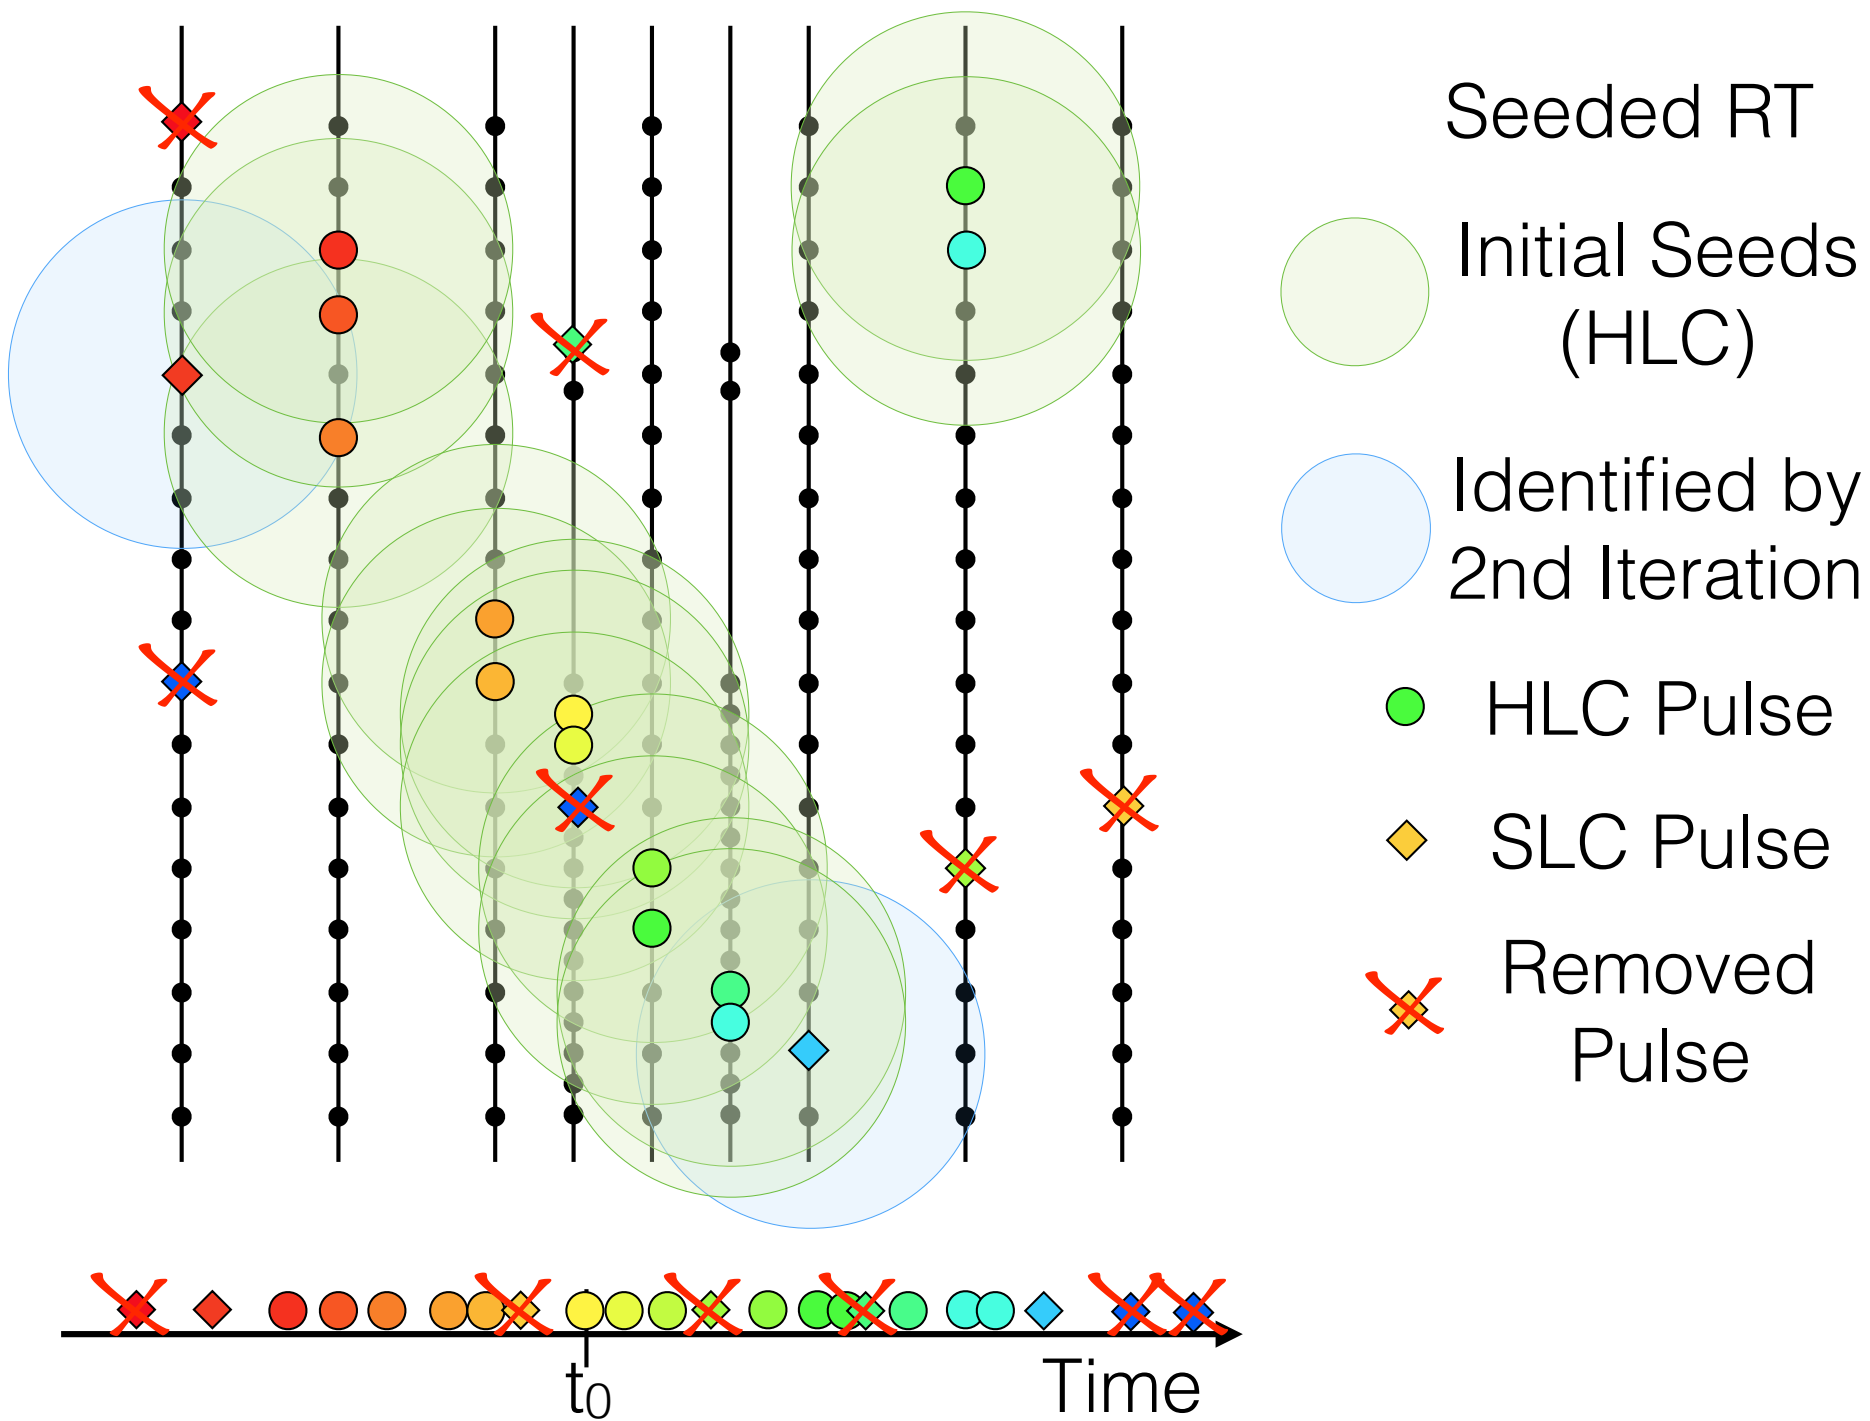 Seeded RT
Initial Seeds
(HLC)
Identified by
2nd Iteration
HLC Pulse
SLC Pulse
Removed
Pulse
t₀
Time